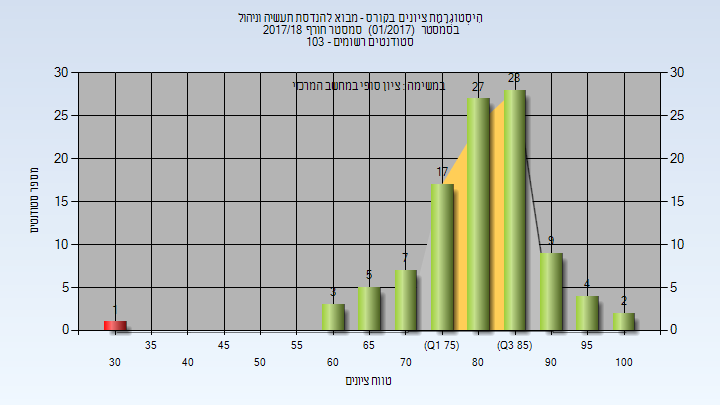 היסטוגרמת ציונים בקורס - מבוא להנדסת תעשיה וניהול
בסמסטר (01/2017) סמסטר חורף 2017/18
סטודנטים רשומים - 103
במשימה : ציון סופי במחשב המרכזי
מספר סטודנטים
30 30
25 25
20 20
15 15
10 10
5 5
0 0
1 3 5 7 17 27 28 9 4 2
35 45 55 65 (Q1 75) (Q3 85) 95
30 40 50 60 70 80 90 100
טווח ציונים